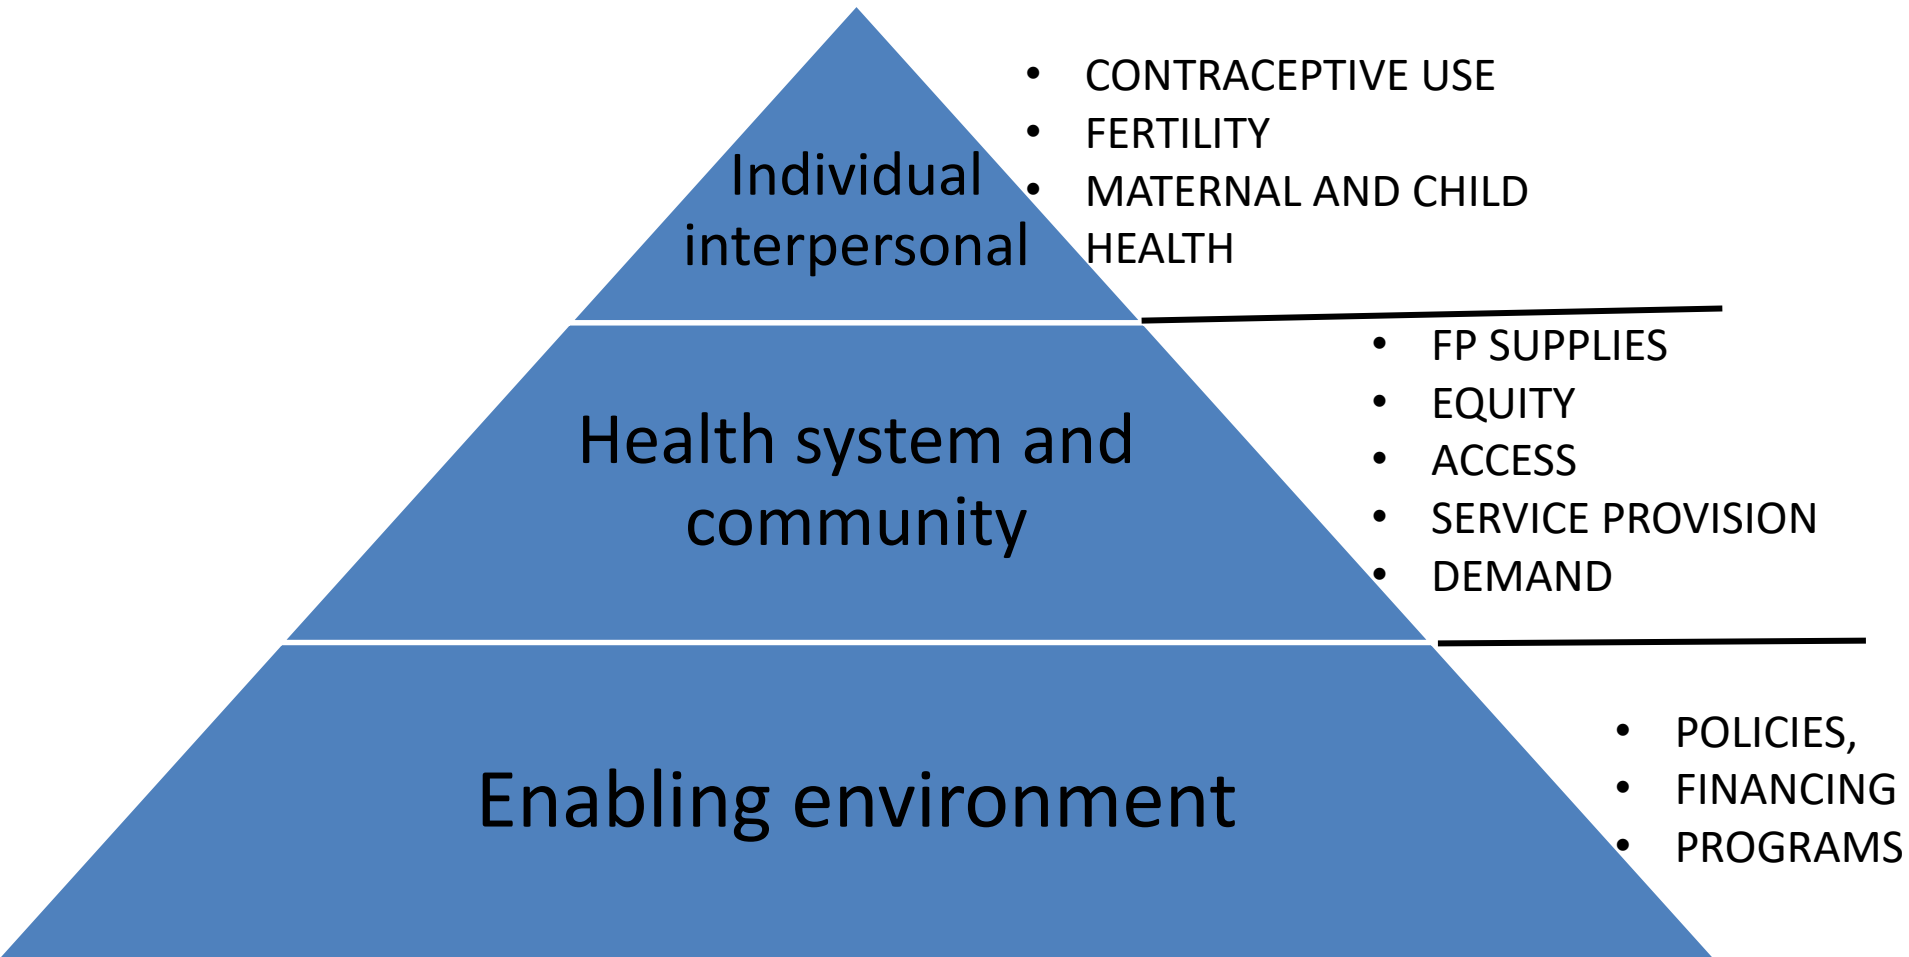 • CONTRACEPTIVE USE
• FERTILITY
• MATERNAL AND CHILD
HEALTH
Individual
interpersonal
• FP SUPPLIES
• EQUITY
• ACCESS
• SERVICE PROVISION
• DEMAND
Health system and
community
• POLICIES,
• FINANCING
• PROGRAMS
Enabling environment